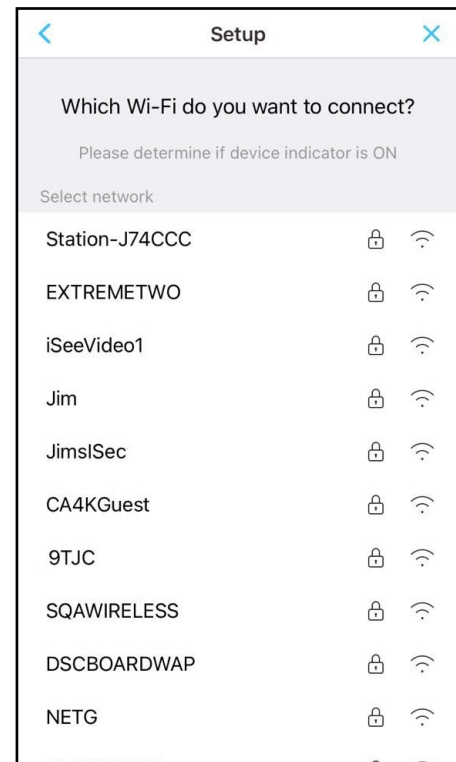 Setup
Which Wi-Fi do you want to connect?
Please determine if device indicator is ON
Select network
Station-J74CCC
EXTREMETWO
iSeeVideo1
Jim
JimsISec
CA4KGuest
9TJC
SQAWIRELESS
DSCBOARDWAP
NETG